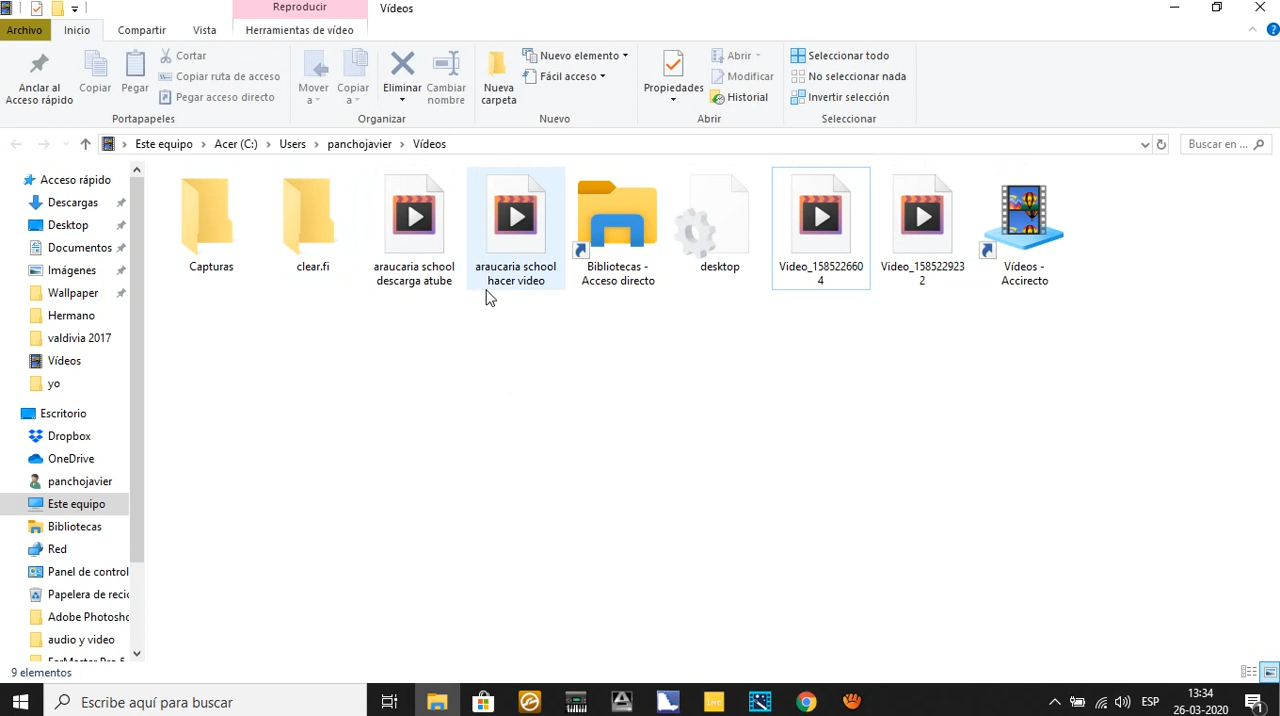 Reproducir
Vídeos
Archivo
Inicio
Compartir
Vista
Herramientas de vídeo
Anclar al
Acceso rápido
Copiar
Pegar
Cortar
Copiar ruta de acceso
Pegar acceso directo
Portapapeles
Mover
a
Copiar
a
Eliminar
Cambiar
nombre
Organizar
Nueva
carpeta
Nuevo elemento
Fácil acceso
Nuevo
Propiedades
Abrir
Modificar
Historial
Abrir
Seleccionar todo
No seleccionar nada
Invertir selección
Seleccionar
Este equipo
Acer (C:)
Users
panchojavier
Vídeos
Buscar en ...
Acceso rápido
Descargas
Desktop
Documentos
Imágenes
Wallpaper
Hermano
valdivia 2017
Vídeos
yo
Escritorio
Dropbox
OneDrive
panchojavier
Este equipo
Bibliotecas
Red
Panel de control
Papelera de reci
Adobe Photosho
audio y video
Capturas
clear.fi
araucaria school
descarga atube
araucaria school
hacer video
Bibliotecas -
Acceso directo
desktop
Video_158522660
4
Video_158522923
2
Vídeos -
Accirecto
9 elementos
Escribe aquí para buscar
Live
ESP
13:34
26-03-2020
1